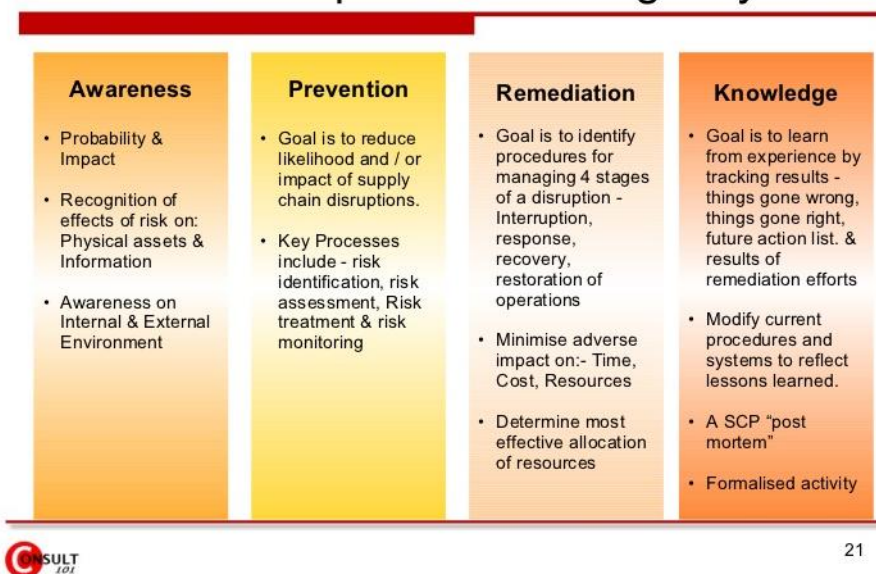 Awareness
• Probability &
Impact
• Recognition of
effects of risk on:
Physical assets &
Information
• Awareness on
Internal & External
Environment
Prevention
• Goal is to reduce
likelihood and / or
impact of supply
chain disruptions.
• Key Processes
include - risk
identification, risk
assessment, Risk
treatment & risk
monitoring
Remediation
• Goal is to identify
procedures for
managing 4 stages
of a disruption -
Interruption,
response,
recovery,
restoration of
operations
• Minimise adverse
impact on:- Time,
Cost, Resources
• Determine most
effective allocation
of resources
Knowledge
• Goal is to learn
from experience by
tracking results -
things gone wrong,
things gone right,
future action list. &
results of
remediation efforts
• Modify current
procedures and
systems to reflect
lessons learned.
• A SCP “post
mortem”
• Formalised activity
CONSULT
101
21